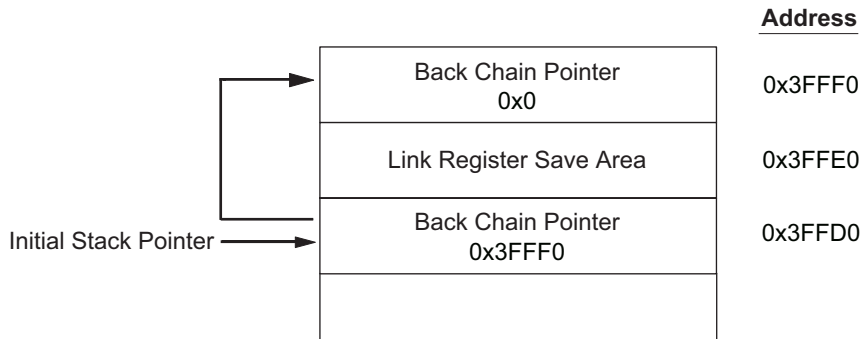 Address
Back Chain Pointer
0x0
0x3FFF0
Link Register Save Area
0x3FFE0
Back Chain Pointer
0x3FFF0
0x3FFD0
Initial Stack Pointer